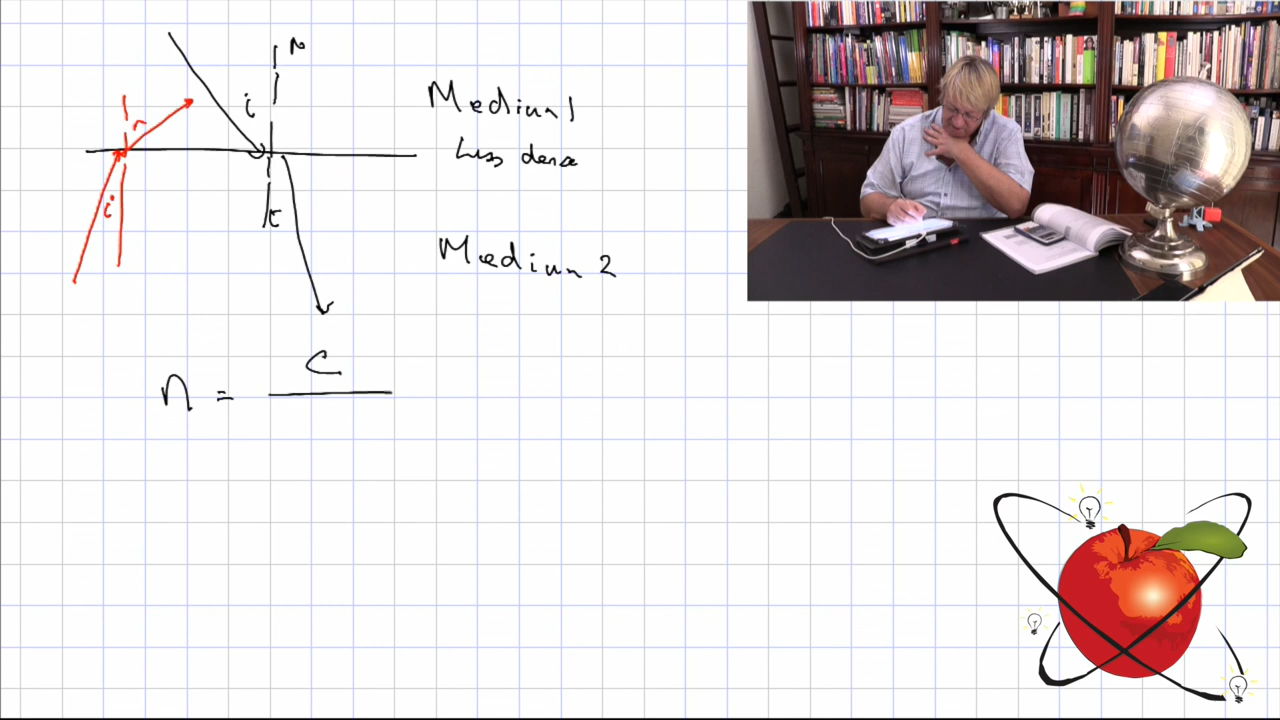 i
r
i
Medium 1
Less dense
Medium 2
n = c